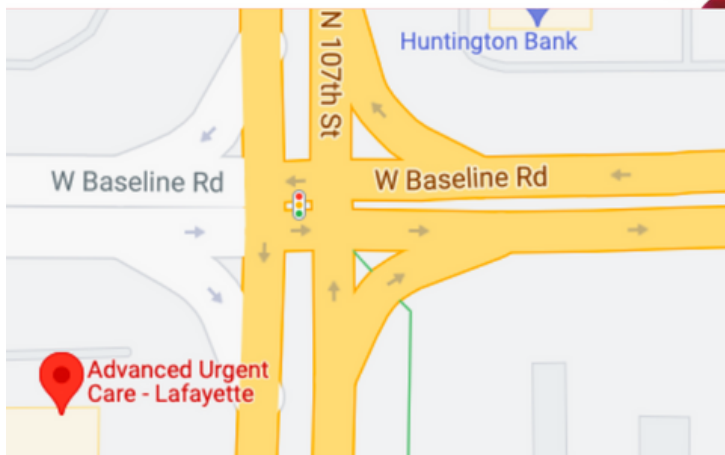 N 107th St
Huntington Bank
W Baseline Rd
W Baseline Rd
Advanced Urgent
Care - Lafayette